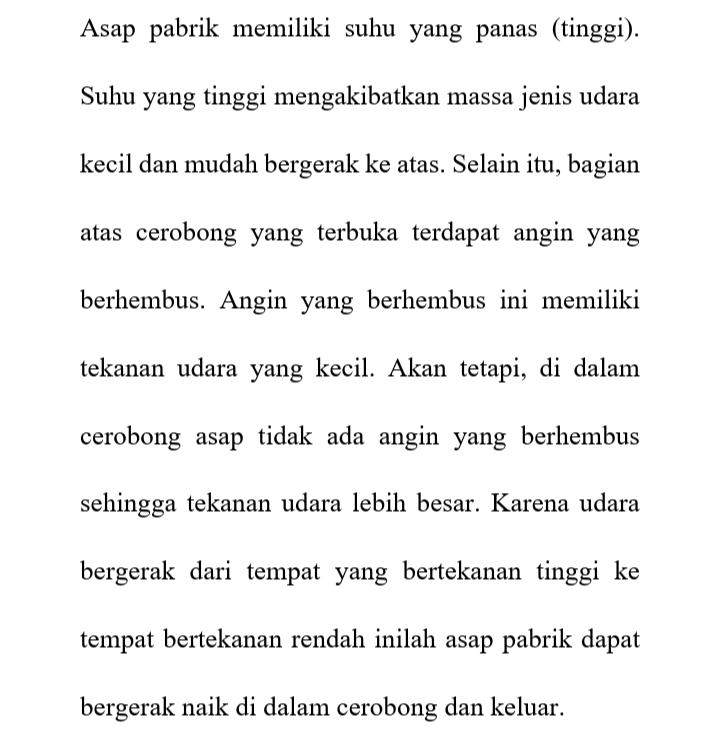 Asap pabrik memiliki suhu yang panas (tinggi).
Suhu yang tinggi mengakibatkan massa jenis udara
kecil dan mudah bergerak ke atas. Selain itu, bagian
atas cerobong yang terbuka terdapat angin yang
berhembus. Angin yang berhembus ini memiliki
tekanan udara yang kecil. Akan tetapi, di dalam
cerobong asap tidak ada angin yang berhembus
sehingga tekanan udara lebih besar. Karena udara
bergerak dari tempat yang bertekanan tinggi ke
tempat bertekanan rendah inilah asap pabrik dapat
bergerak naik di dalam cerobong dan keluar.